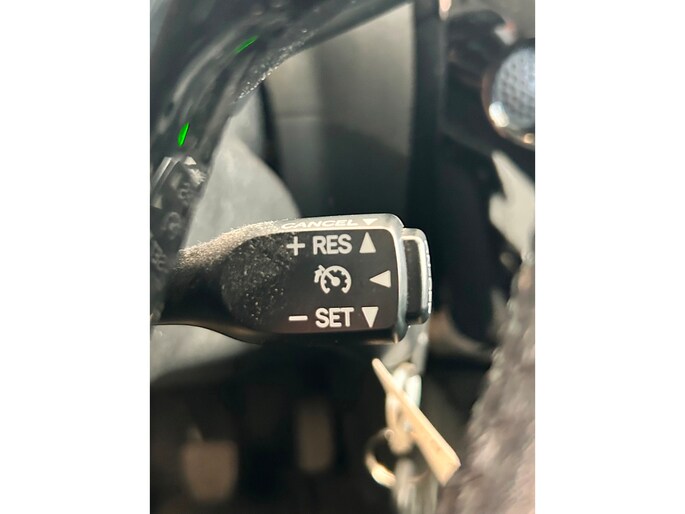 CANCEL ▼
+ RES ▲
◀
− SET ▼